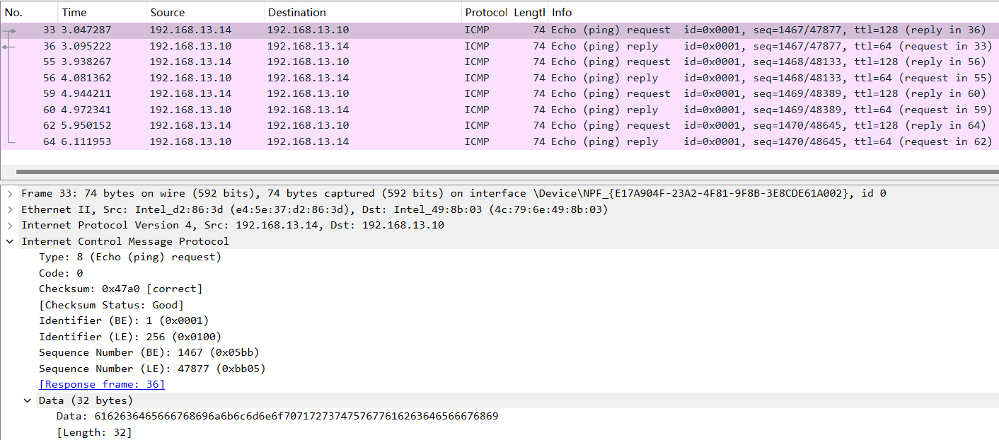 No. Time Source Destination Protocol Lengtl Info
33 3.047287 192.168.13.14 192.168.13.10 ICMP 74 Echo (ping) request id=0x0001, seq=1467/47877, ttl=128 (reply in 36)
36 3.095222 192.168.13.10 192.168.13.14 ICMP 74 Echo (ping) reply id=0x0001, seq=1467/47877, ttl=64 (request in 33)
55 3.938267 192.168.13.14 192.168.13.10 ICMP 74 Echo (ping) request id=0x0001, seq=1468/48133, ttl=128 (reply in 56)
56 4.081362 192.168.13.10 192.168.13.14 ICMP 74 Echo (ping) reply id=0x0001, seq=1468/48133, ttl=64 (request in 55)
59 4.944211 192.168.13.14 192.168.13.10 ICMP 74 Echo (ping) request id=0x0001, seq=1469/48389, ttl=128 (reply in 60)
60 4.972341 192.168.13.10 192.168.13.14 ICMP 74 Echo (ping) reply id=0x0001, seq=1469/48389, ttl=64 (request in 59)
62 5.950152 192.168.13.14 192.168.13.10 ICMP 74 Echo (ping) request id=0x0001, seq=1470/48645, ttl=128 (reply in 64)
64 6.111953 192.168.13.10 192.168.13.14 ICMP 74 Echo (ping) reply id=0x0001, seq=1470/48645, ttl=64 (request in 62)
Frame 33: 74 bytes on wire (592 bits), 74 bytes captured (592 bits) on interface \Device\NPF_{E17A904F-23A2-4F81-9F8B-3E8CDE61A002}, id 0
Ethernet II, Src: Intel_d2:86:3d (e4:5e:37:d2:86:3d), Dst: Intel_49:8b:03 (4c:79:6e:49:8b:03)
Internet Protocol Version 4, Src: 192.168.13.14, Dst: 192.168.13.10
Internet Control Message Protocol
Type: 8 (Echo (ping) request)
Code: 0
Checksum: 0x47a0 [correct]
[Checksum Status: Good]
Identifier (BE): 1 (0x0001)
Identifier (LE): 256 (0x0100)
Sequence Number (BE): 1467 (0x05bb)
Sequence Number (LE): 47877 (0xbb05)
[Response frame: 36]
Data (32 bytes)
Data: 6162636465666768696a6b6c6d6e6f7071727374757677616263646566676869
[Length: 32]